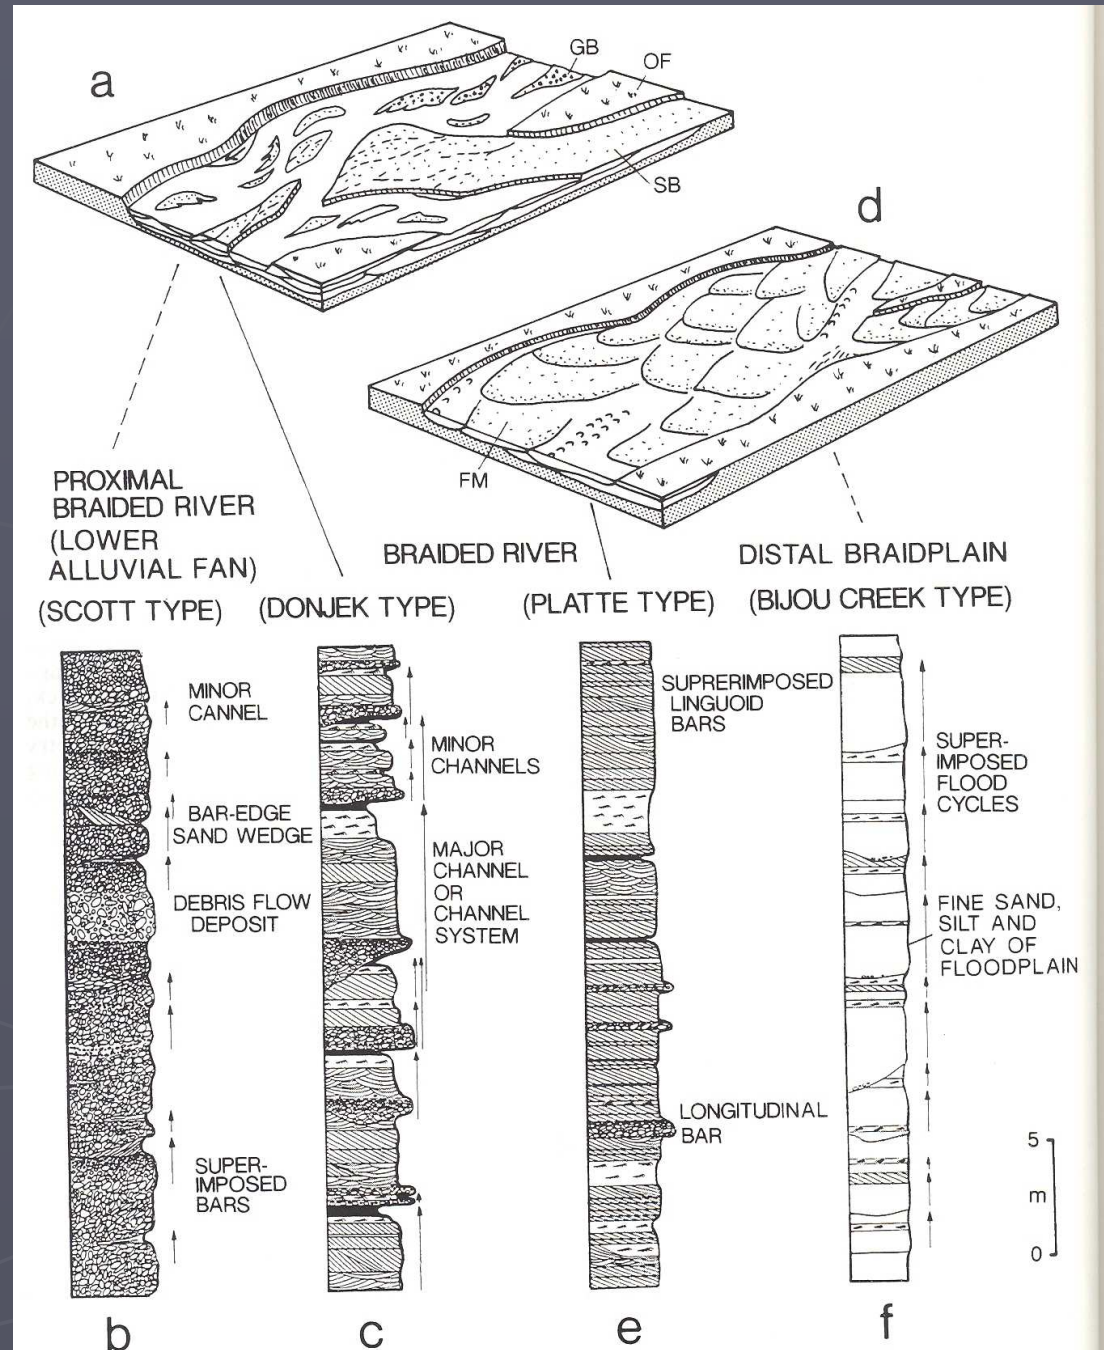 a
GB
OF
SB
d
FM
PROXIMAL
BRAIDED RIVER
(LOWER
ALLUVIAL FAN)
(SCOTT TYPE)
(DONJEK TYPE)
BRAIDED RIVER
(PLATTE TYPE)
DISTAL BRAIDPLAIN
(BIJOU CREEK TYPE)
MINOR
CANNEL
BAR-EDGE
SAND WEDGE
DEBRIS FLOW
DEPOSIT
SUPER-
IMPOSED
BARS
b
MINOR
CHANNELS
MAJOR
CHANNEL
OR
CHANNEL
SYSTEM
c
SUPRERIMPOSED
LINGUOID
BARS
LONGITUDINAL
BAR
e
SUPER-
IMPOSED
FLOOD
CYCLES
FINE SAND,
SILT AND
CLAY OF
FLOODPLAIN
5
m
0
f